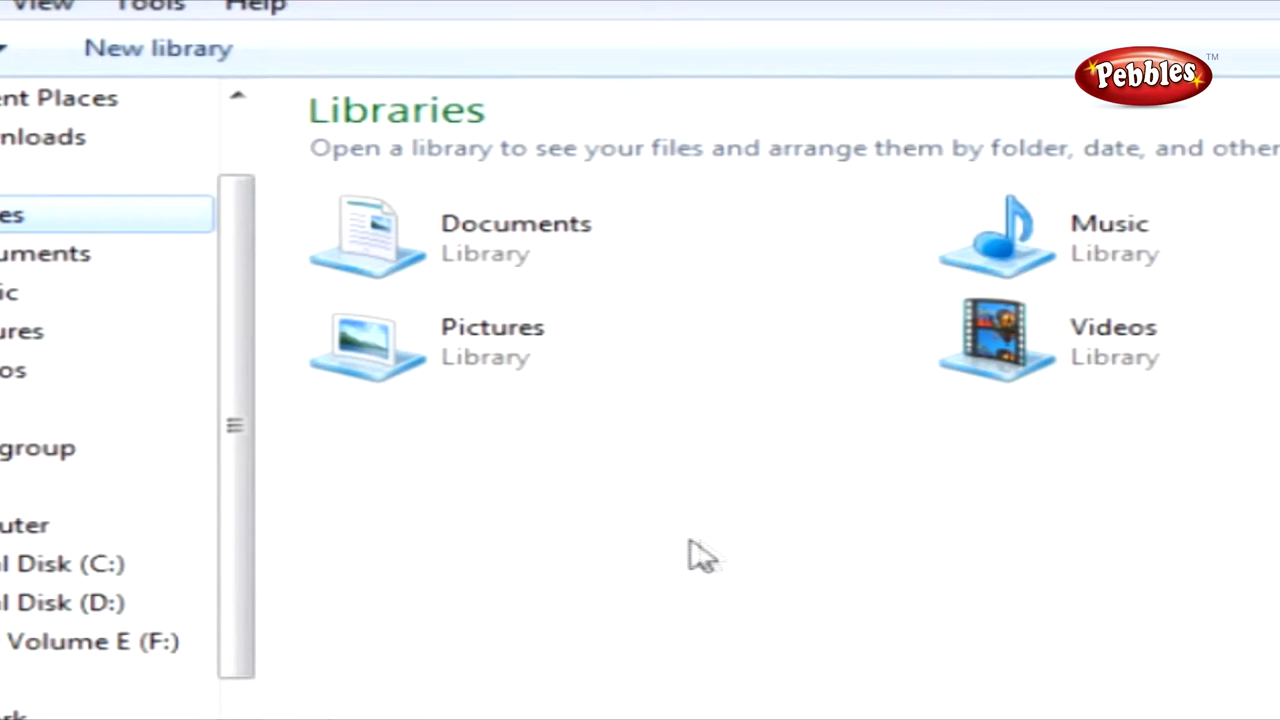 View Tools Help
New library
Pebbles™
ent Places
nloads
es
uments
ic
ures
os
group
uter
l Disk (C:)
l Disk (D:)
Volume E (F:)
rk
Libraries
Open a library to see your files and arrange them by folder, date, and other
Documents
Library
Music
Library
Pictures
Library
Videos
Library